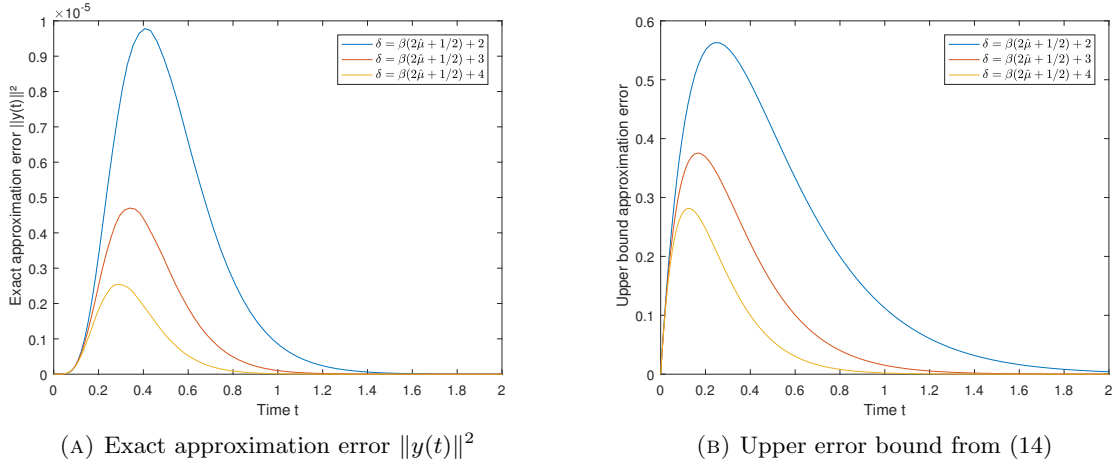 ×10^-5
1
0.9
0.8
0.7
0.6
0.5
0.4
0.3
0.2
0.1
0
0 0.2 0.4 0.6 0.8 1 1.2 1.4 1.6 1.8 2
Exact approximation error ||y(t)||²
Time t
δ = β(2μ̂ + 1/2) + 2
δ = β(2μ̂ + 1/2) + 3
δ = β(2μ̂ + 1/2) + 4
(A) Exact approximation error ‖y(t)‖²
0.6
0.5
0.4
0.3
0.2
0.1
0
0 0.2 0.4 0.6 0.8 1 1.2 1.4 1.6 1.8 2
Upper bound approximation error
Time t
δ = β(2μ̂ + 1/2) + 2
δ = β(2μ̂ + 1/2) + 3
δ = β(2μ̂ + 1/2) + 4
(B) Upper error bound from (14)